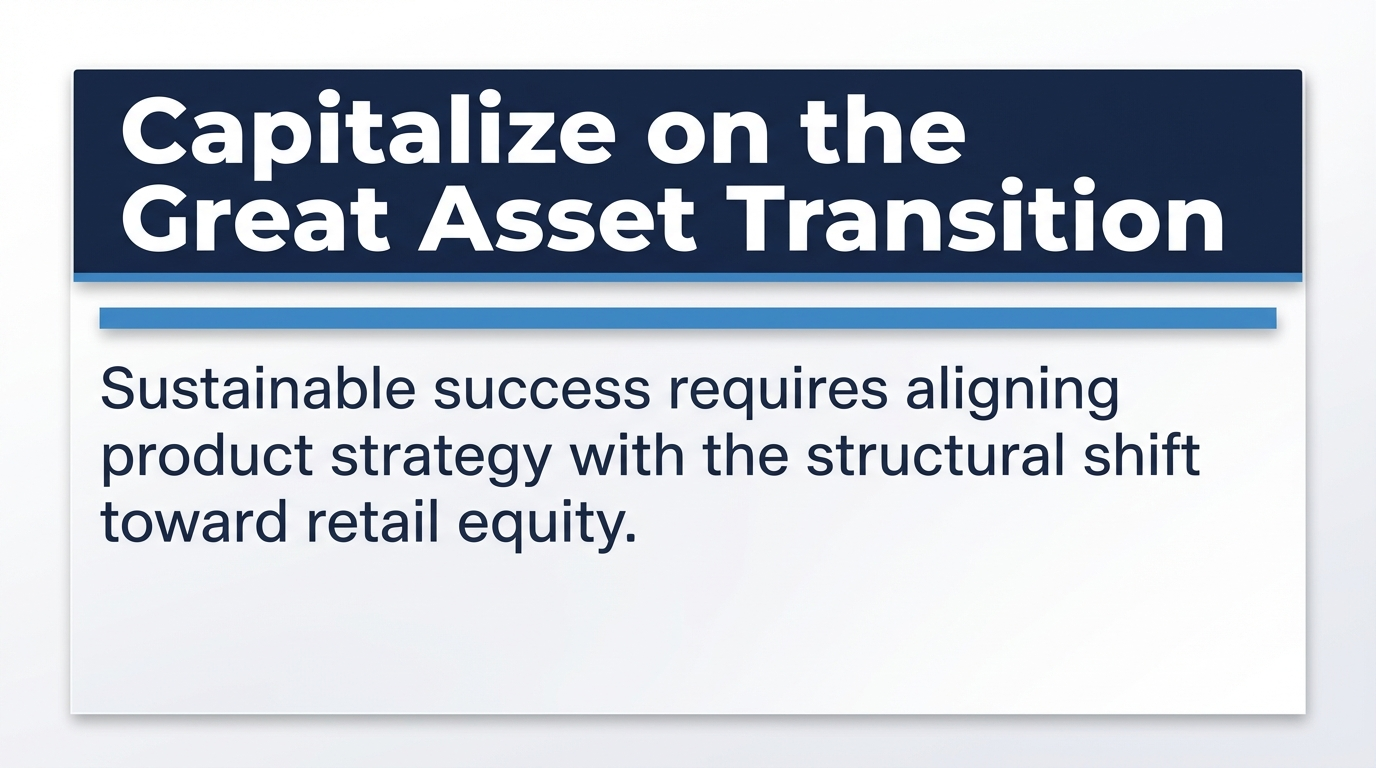 Capitalize on the
Great Asset Transition
Sustainable success requires aligning
product strategy with the structural shift
toward retail equity.